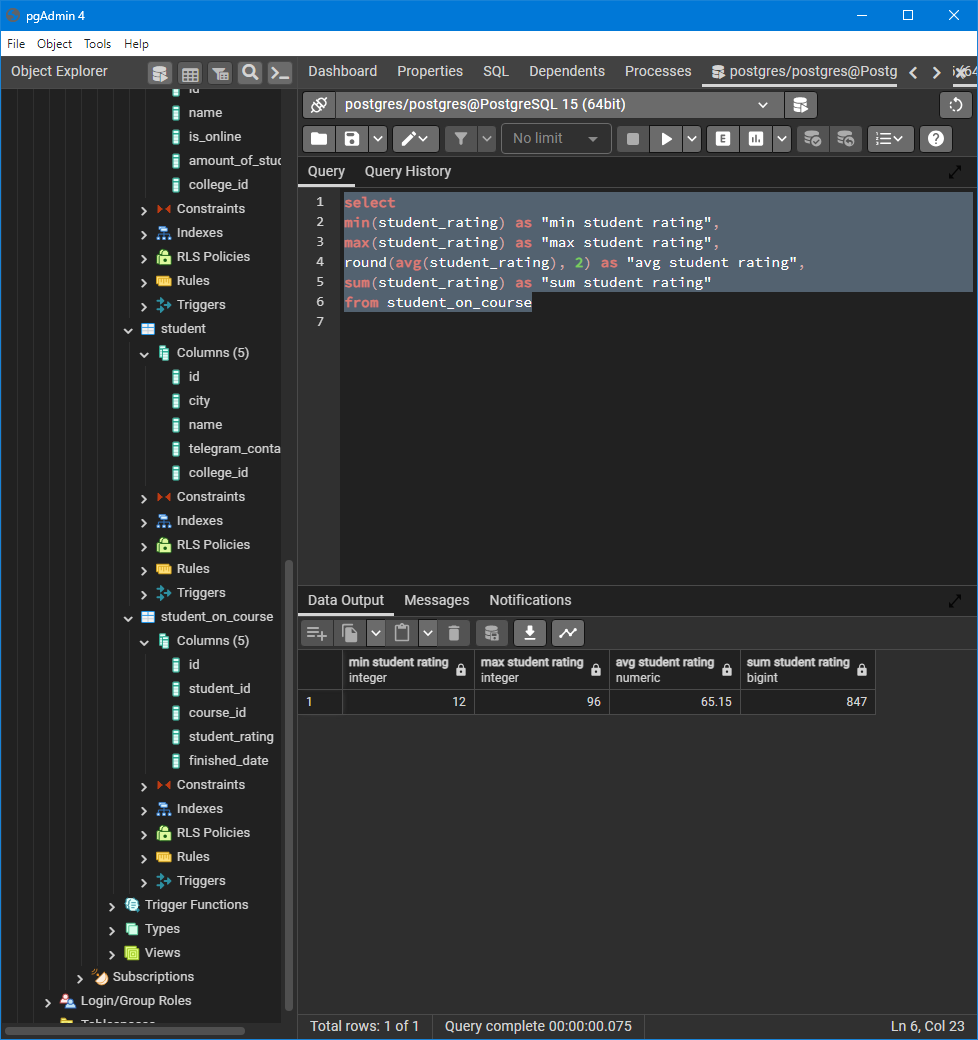 pgAdmin 4
File Object Tools Help
Object Explorer
id
name
is_online
amount_of_stud
college_id
Constraints
Indexes
RLS Policies
Rules
Triggers
student
Columns (5)
id
city
name
telegram_conta
college_id
Constraints
Indexes
RLS Policies
Rules
Triggers
student_on_course
Columns (5)
id
student_id
course_id
student_rating
finished_date
Constraints
Indexes
RLS Policies
Rules
Triggers
Trigger Functions
Types
Views
Subscriptions
Login/Group Roles
Tablespaces
Dashboard Properties SQL Dependents Processes postgres/postgres@Postg
postgres/postgres@PostgreSQL 15 (64bit)
No limit
E
Query Query History
1 select
2 min(student_rating) as "min student rating",
3 max(student_rating) as "max student rating",
4 round(avg(student_rating), 2) as "avg student rating",
5 sum(student_rating) as "sum student rating"
6 from student_on_course
7
Data Output Messages Notifications
min student rating max student rating avg student rating sum student rating
integer integer numeric bigint
1 12 96 65.15 847
Total rows: 1 of 1 Query complete 00:00:00.075 Ln 6, Col 23